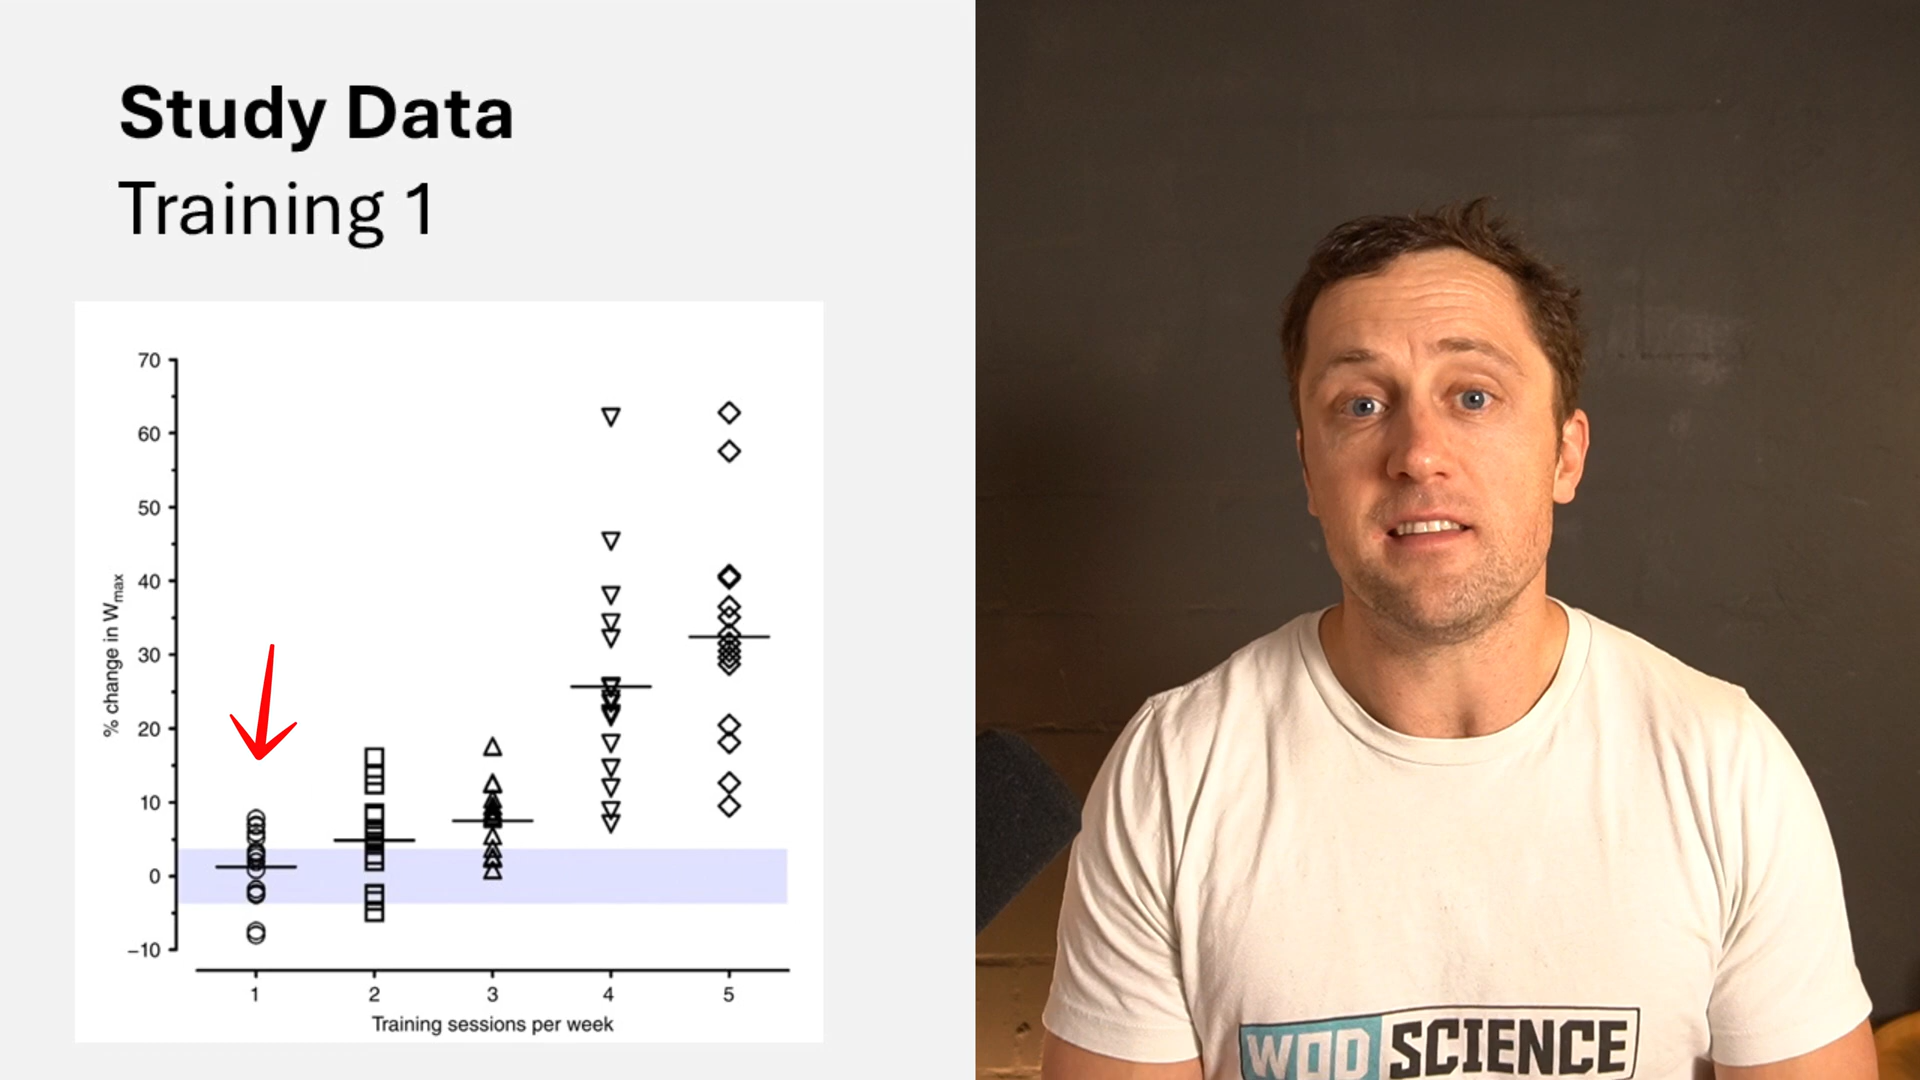 Study Data
Training 1
70
60
50
40
30
20
10
0
−10
% change in Wmax
1 2 3 4 5
Training sessions per week
WOD SCIENCE